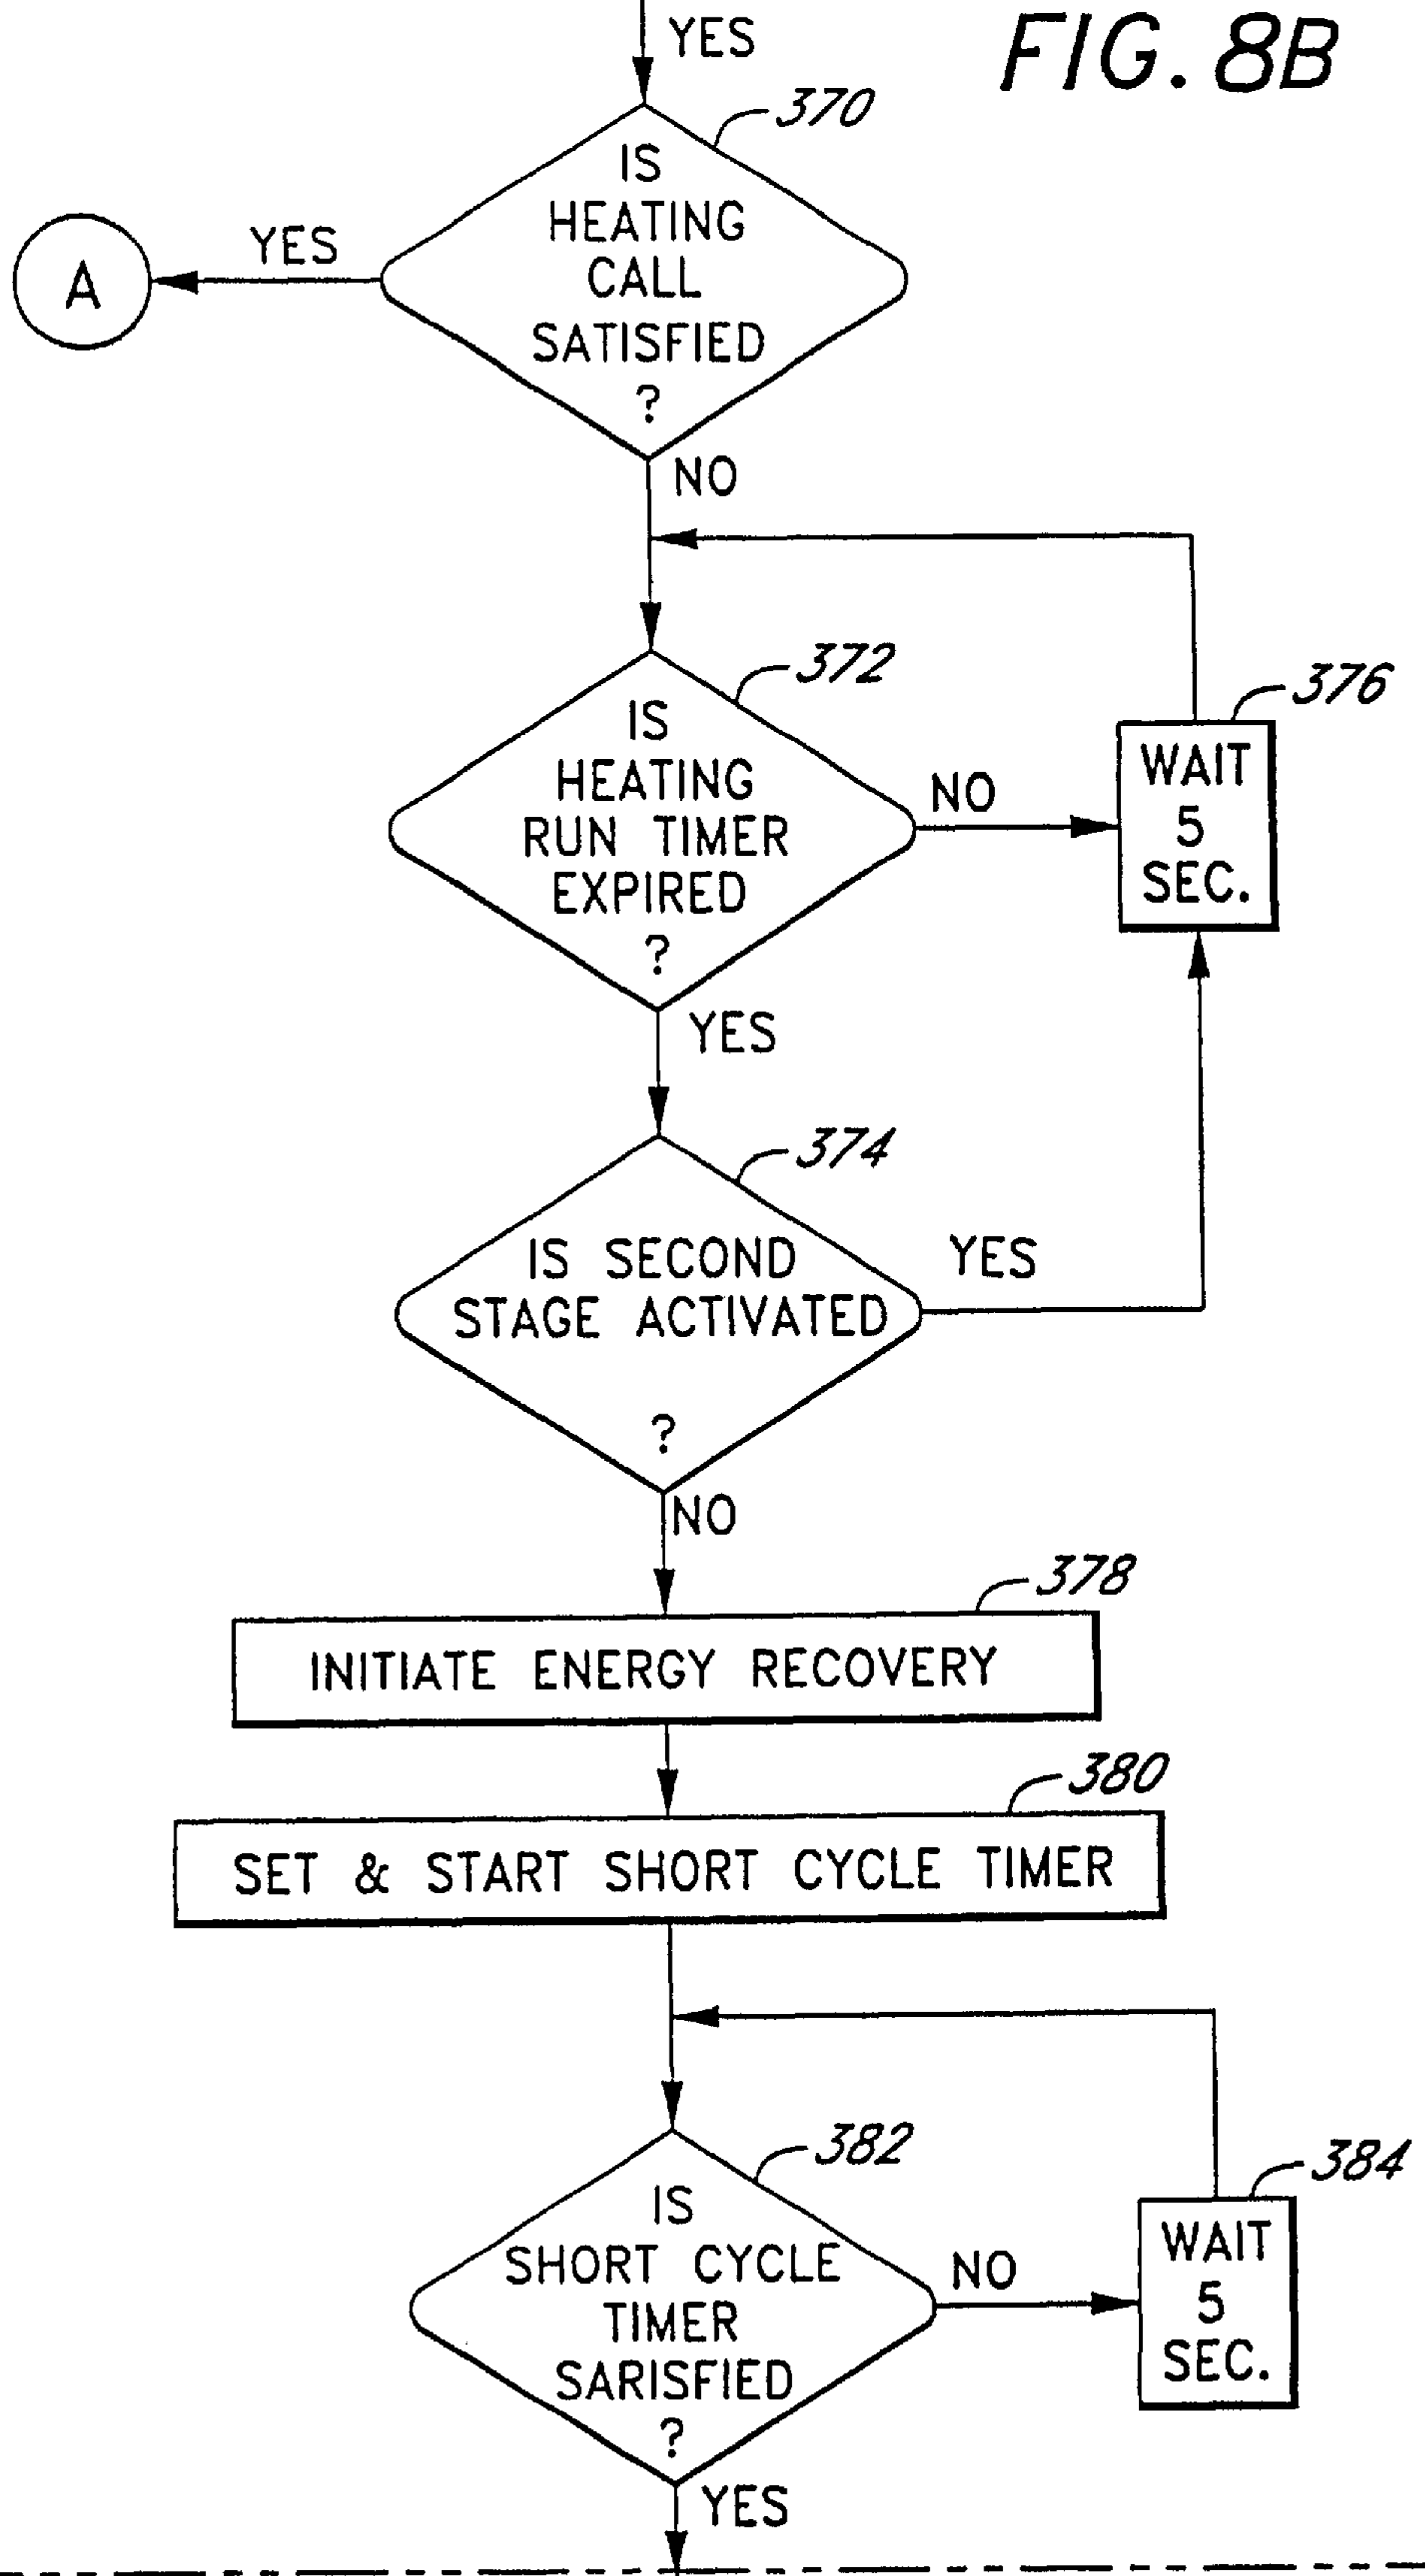 YES
FIG. 8B
370
IS
HEATING
CALL
SATISFIED
?
YES
A
NO
372
IS
HEATING
RUN TIMER
EXPIRED
?
NO
376
WAIT
5
SEC.
YES
374
IS SECOND
STAGE ACTIVATED
?
YES
NO
378
INITIATE ENERGY RECOVERY
380
SET & START SHORT CYCLE TIMER
382
IS
SHORT CYCLE
TIMER
SARISFIED
?
NO
384
WAIT
5
SEC.
YES